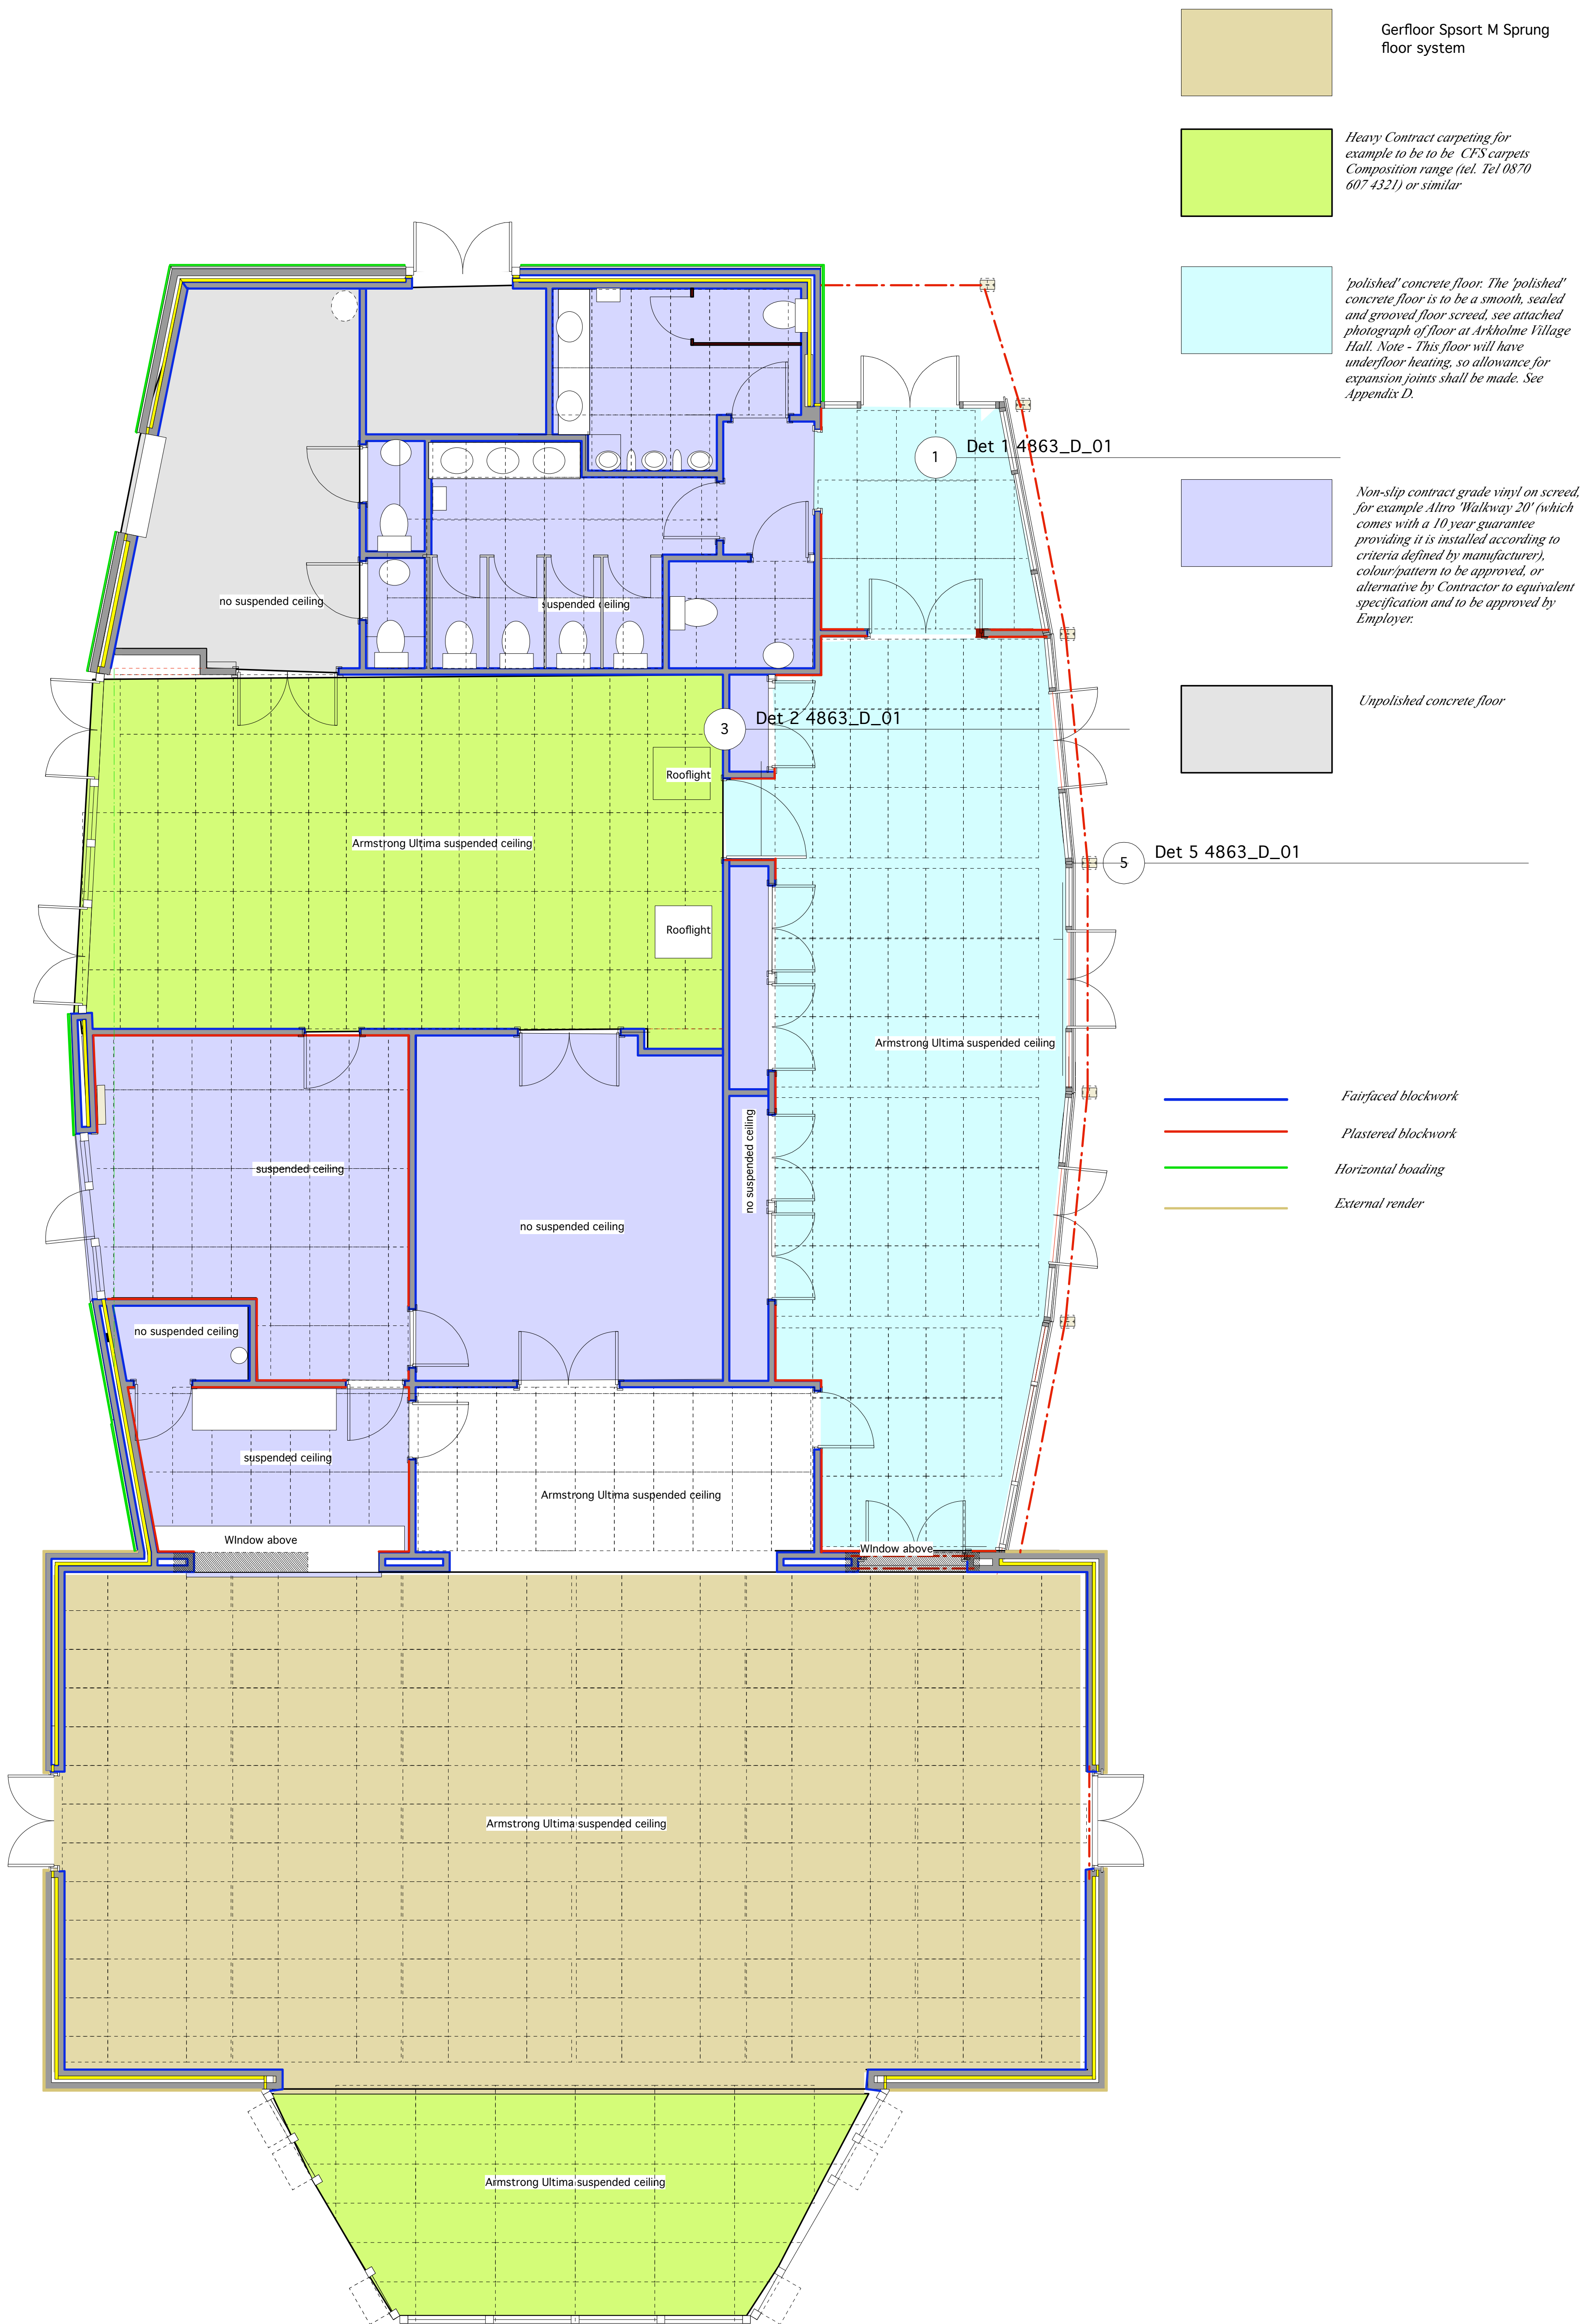 Gerfloor Spsort M Sprung
floor system
Heavy Contract carpeting for
example to be to be CFS carpets
Composition range (tel. Tel 0870
607 4321) or similar
'polished' concrete floor. The 'polished'
concrete floor is to be a smooth, sealed
and grooved floor screed, see attached
photograph of floor at Arkholme Village
Hall. Note - This floor will have
underfloor heating, so allowance for
expansion joints shall be made. See
Appendix D.
1
Det 1 4863_D_01
Non-slip contract grade vinyl on screed,
for example Altro 'Walkway 20' (which
comes with a 10 year guarantee
providing it is installed according to
criteria defined by manufacturer),
colour/pattern to be approved, or
alternative by Contractor to equivalent
specification and to be approved by
Employer.
no suspended ceiling
suspended ceiling
Unpolished concrete floor
3
Det 2 4863_D_01
Rooflight
Armstrong Ultima suspended ceiling
5
Det 5 4863_D_01
Rooflight
Armstrong Ultima suspended ceiling
Fairfaced blockwork
Plastered blockwork
Horizontal boading
External render
no suspended ceiling
suspended ceiling
no suspended ceiling
no suspended ceiling
suspended ceiling
Armstrong Ultima suspended ceiling
WIndow above
WIndow above
Armstrong Ultima suspended ceiling
Armstrong Ultima suspended ceiling